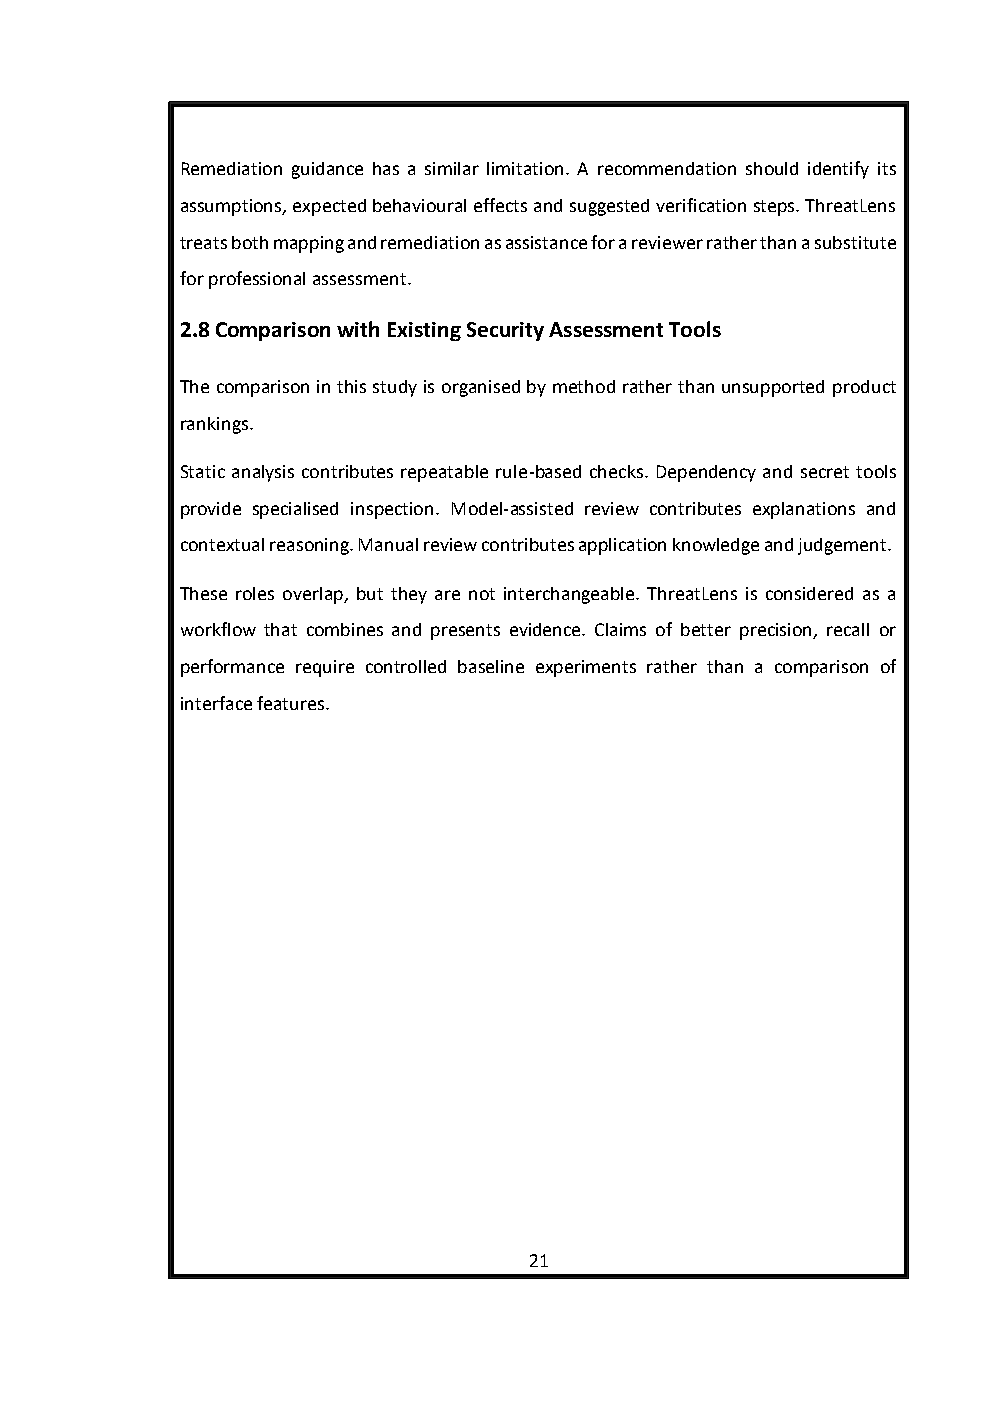 Remediation guidance has a similar limitation. A recommendation should identify its
assumptions, expected behavioural effects and suggested verification steps. ThreatLens
treats both mapping and remediation as assistance for a reviewer rather than a substitute
for professional assessment.
2.8 Comparison with Existing Security Assessment Tools
The comparison in this study is organised by method rather than unsupported product
rankings.
Static analysis contributes repeatable rule-based checks. Dependency and secret tools
provide specialised inspection. Model-assisted review contributes explanations and
contextual reasoning. Manual review contributes application knowledge and judgement.
These roles overlap, but they are not interchangeable. ThreatLens is considered as a
workflow that combines and presents evidence. Claims of better precision, recall or
performance require controlled baseline experiments rather than a comparison of
interface features.
21